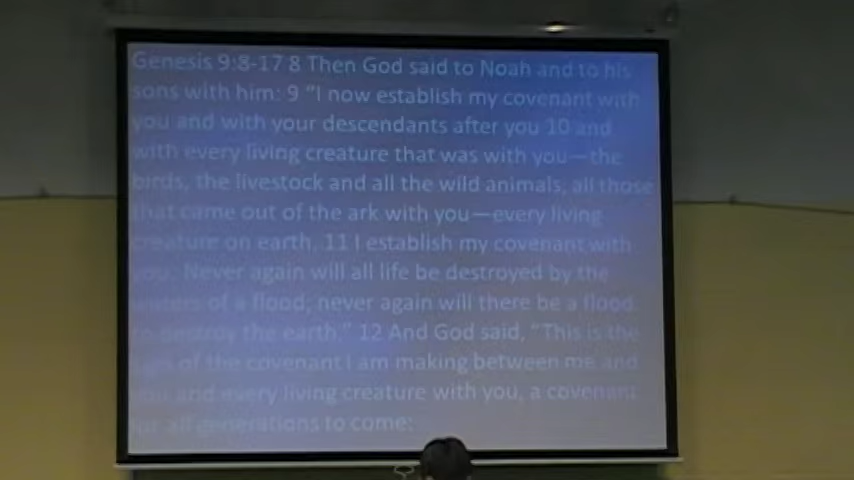 Genesis 9:8-17 8 Then God said to Noah and to his
sons with him: 9 “I now establish my covenant with
you and with your descendants after you 10 and
with every living creature that was with you—the
birds, the livestock and all the wild animals, all those
that came out of the ark with you—every living
creature on earth. 11 I establish my covenant with
you. Never again will all life be destroyed by the
waters of a flood; never again will there be a flood
to destroy the earth.” 12 And God said, “This is the
sign of the covenant I am making between me and
you and every living creature with you, a covenant
for all generations to come: